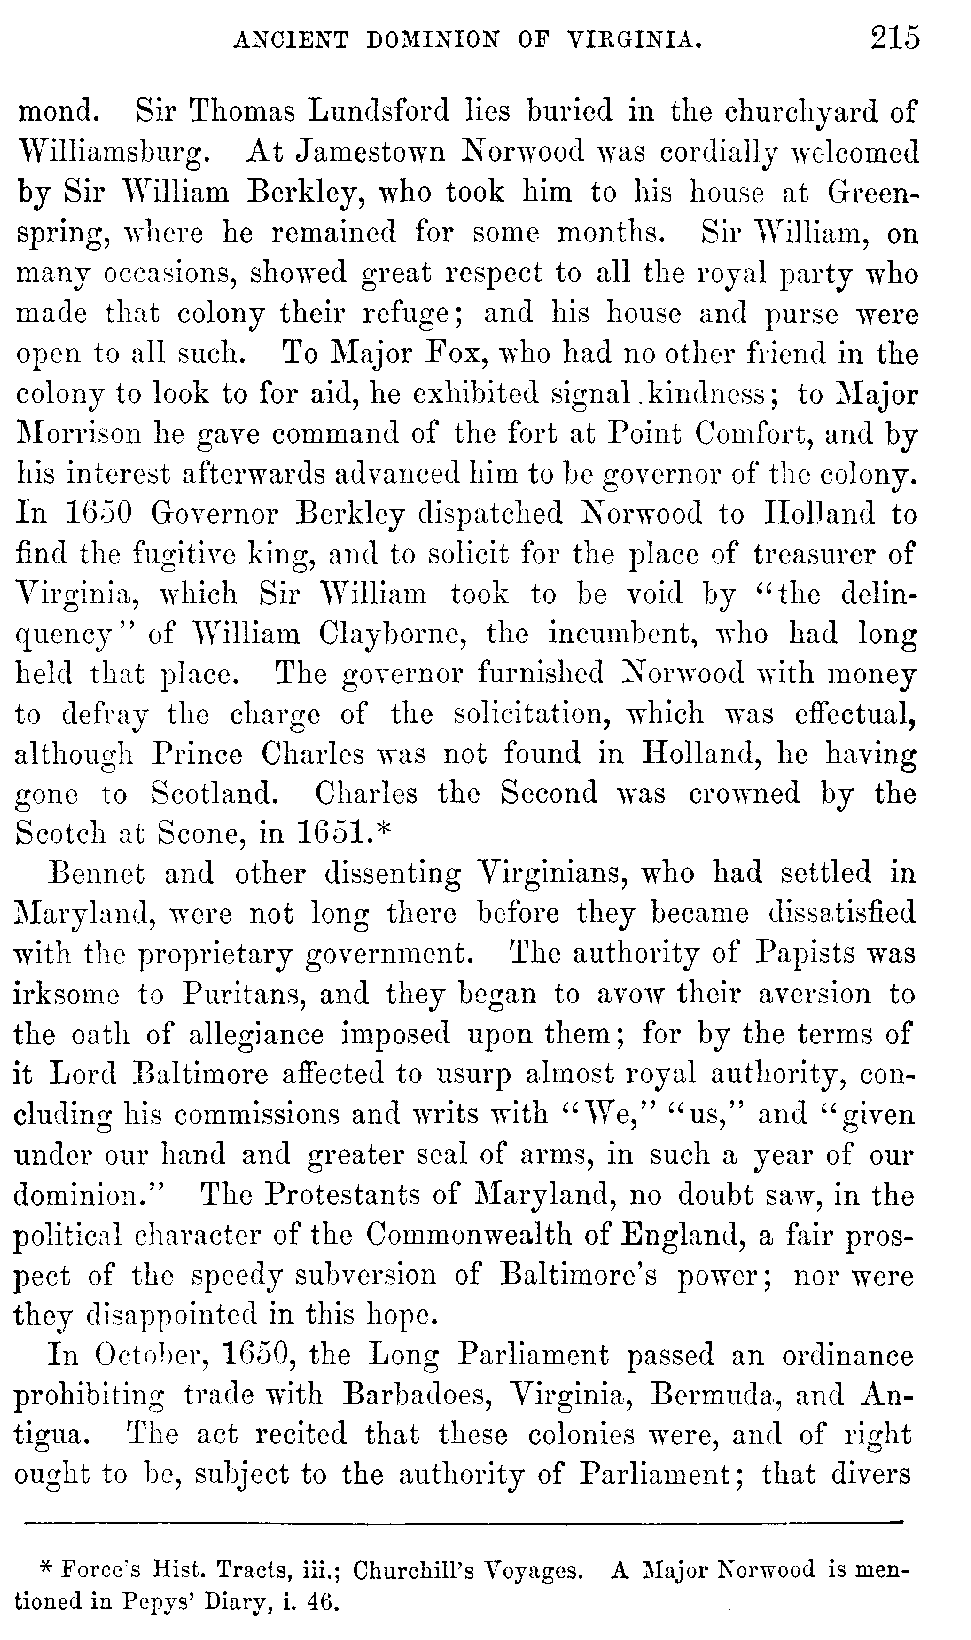 ANCIENT DOMINION OF VIRGINIA. 215
mond. Sir Thomas Lundsford lies buried in the churchyard of
Williamsburg. At Jamestown Norwood was cordially welcomed
by Sir William Berkley, who took him to his house at Green-
spring, where he remained for some months. Sir William, on
many occasions, showed great respect to all the royal party who
made that colony their refuge; and his house and purse were
open to all such. To Major Fox, who had no other friend in the
colony to look to for aid, he exhibited signal kindness; to Major
Morrison he gave command of the fort at Point Comfort, and by
his interest afterwards advanced him to be governor of the colony.
In 1650 Governor Berkley dispatched Norwood to Holland to
find the fugitive king, and to solicit for the place of treasurer of
Virginia, which Sir William took to be void by “the delin-
quency” of William Clayborne, the incumbent, who had long
held that place. The governor furnished Norwood with money
to defray the charge of the solicitation, which was effectual,
although Prince Charles was not found in Holland, he having
gone to Scotland. Charles the Second was crowned by the
Scotch at Scone, in 1651.*
Bennet and other dissenting Virginians, who had settled in
Maryland, were not long there before they became dissatisfied
with the proprietary government. The authority of Papists was
irksome to Puritans, and they began to avow their aversion to
the oath of allegiance imposed upon them; for by the terms of
it Lord Baltimore affected to usurp almost royal authority, con-
cluding his commissions and writs with “We,” “us,” and “given
under our hand and greater seal of arms, in such a year of our
dominion.” The Protestants of Maryland, no doubt saw, in the
political character of the Commonwealth of England, a fair pros-
pect of the speedy subversion of Baltimore's power; nor were
they disappointed in this hope.
In October, 1650, the Long Parliament passed an ordinance
prohibiting trade with Barbadoes, Virginia, Bermuda, and An-
tigua. The act recited that these colonies were, and of right
ought to be, subject to the authority of Parliament; that divers
* Force's Hist. Tracts, iii.; Churchill's Voyages. A Major Norwood is men-
tioned in Pepys' Diary, i. 46.